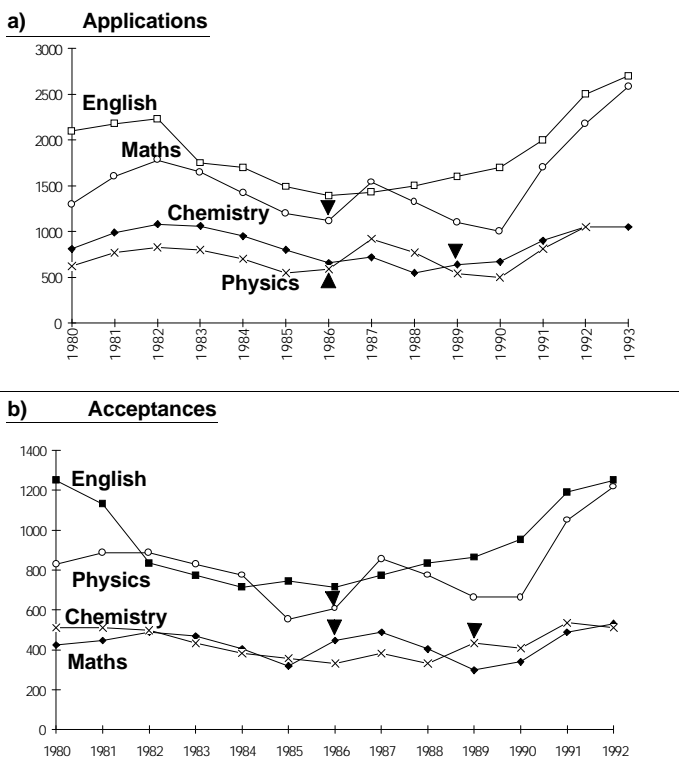 a) Applications
3000
2500
2000
1500
1000
500
0
English
Maths
Chemistry
Physics
1980 1981 1982 1983 1984 1985 1986 1987 1988 1989 1990 1991 1992 1993
b) Acceptances
1400
1200
1000
800
600
400
200
0
English
Physics
Chemistry
Maths
1980 1981 1982 1983 1984 1985 1986 1987 1988 1989 1990 1991 1992